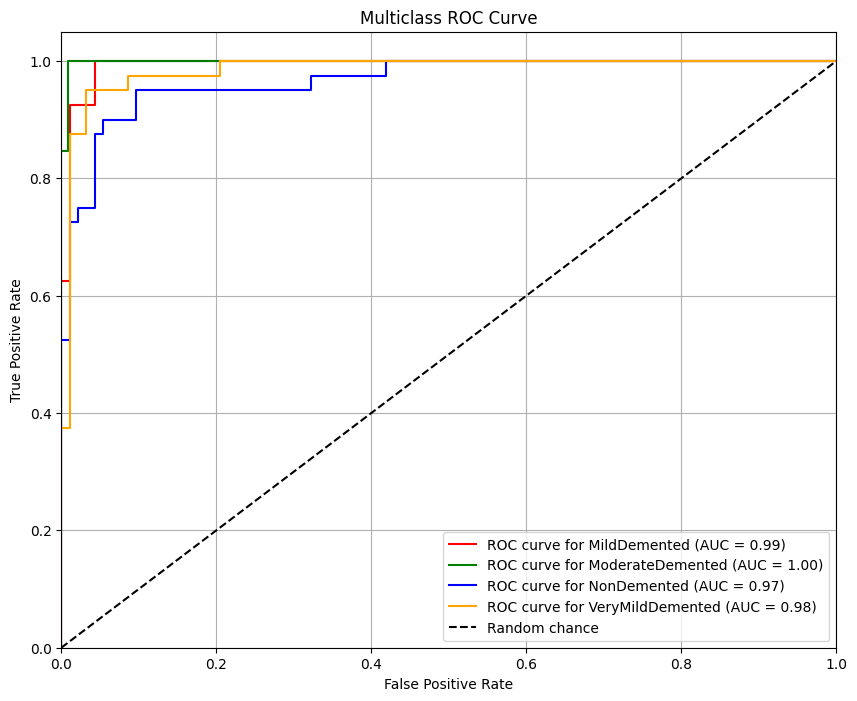 Multiclass ROC Curve
True Positive Rate
1.0
0.8
0.6
0.4
0.2
0.0
0.0 0.2 0.4 0.6 0.8 1.0
False Positive Rate
ROC curve for MildDemented (AUC = 0.99)
ROC curve for ModerateDemented (AUC = 1.00)
ROC curve for NonDemented (AUC = 0.97)
ROC curve for VeryMildDemented (AUC = 0.98)
Random chance